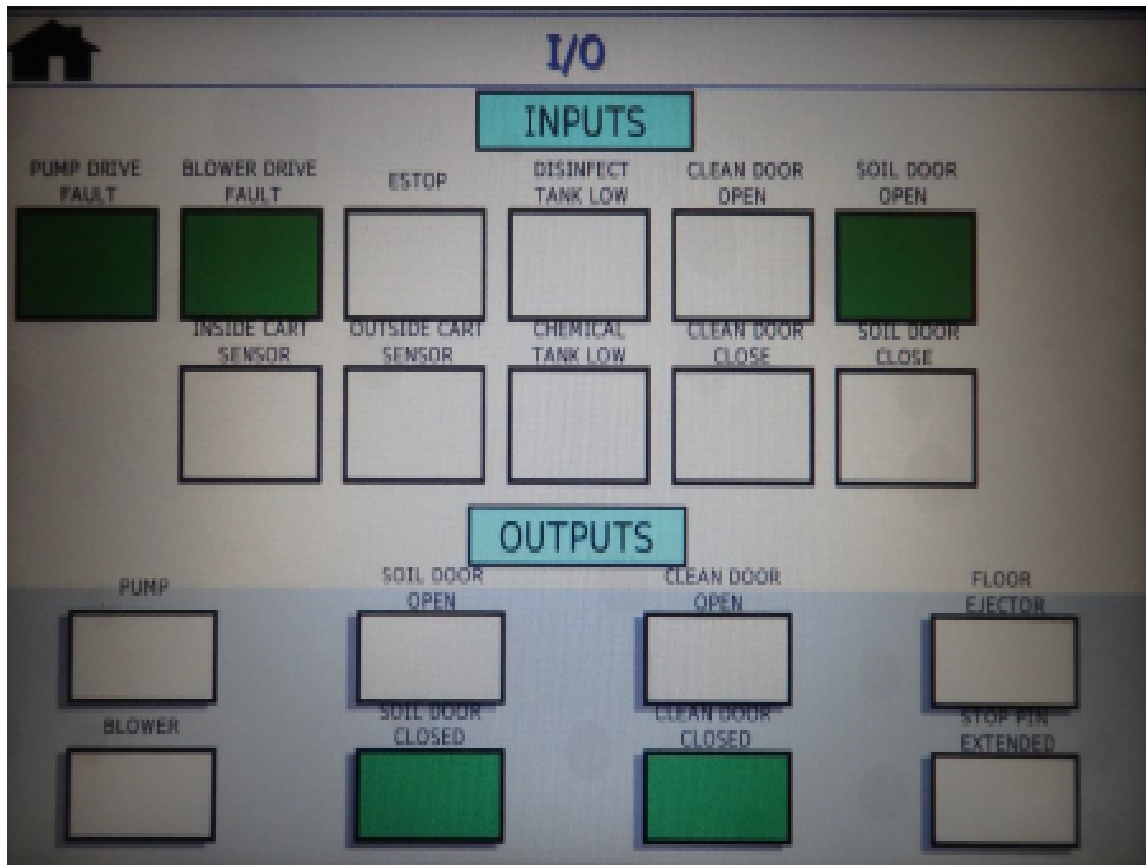 I/O
INPUTS
PUMP DRIVE
FAULT
BLOWER DRIVE
FAULT
ESTOP
DISINFECT
TANK LOW
CLEAN DOOR
OPEN
SOIL DOOR
OPEN
INSIDE CART
SENSOR
OUTSIDE CART
SENSOR
CHEMICAL
TANK LOW
CLEAN DOOR
CLOSE
SOIL DOOR
CLOSE
OUTPUTS
PUMP
SOIL DOOR
OPEN
CLEAN DOOR
OPEN
FLOOR
EJECTOR
BLOWER
SOIL DOOR
CLOSED
CLEAN DOOR
CLOSED
STOP PIN
EXTENDED